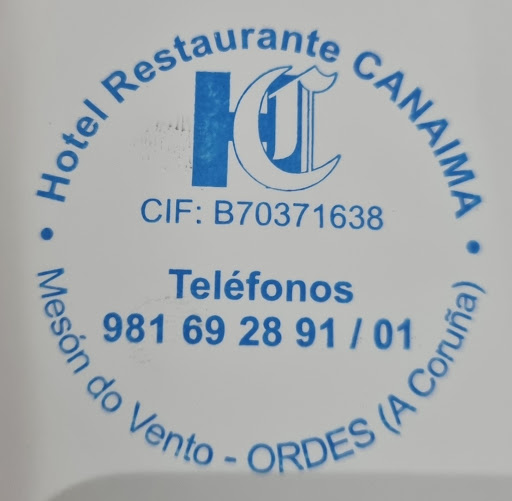 Hotel Restaurante CANAIMA
HC
CIF: B70371638
Teléfonos
981 69 28 91 / 01
• Mesón do Vento - ORDES (A Coruña) •